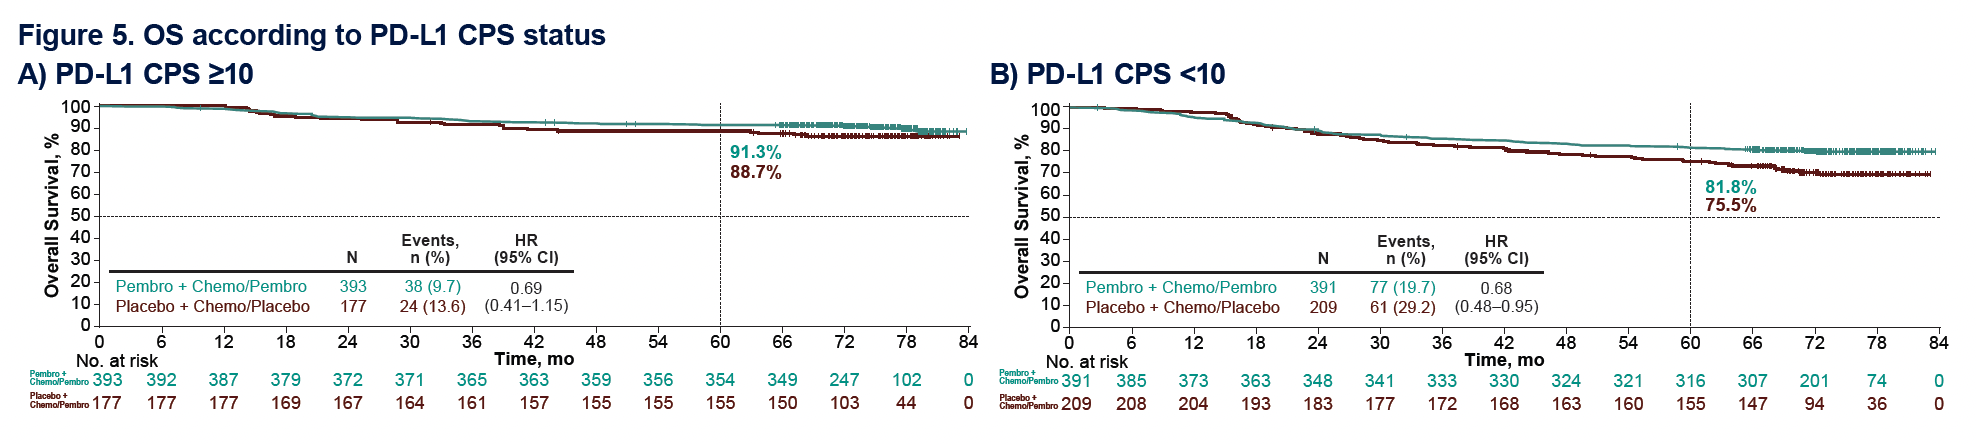 Figure 5. OS according to PD-L1 CPS status
A) PD-L1 CPS ≥10
Overall Survival, %
100
90
80
70
60
50
40
30
20
10
0
91.3%
88.7%
N Events, n (%) HR (95% CI)
Pembro + Chemo/Pembro 393 38 (9.7) 0.69
Placebo + Chemo/Placebo 177 24 (13.6) (0.41–1.15)
0 6 12 18 24 30 36 42 48 54 60 66 72 78 84
No. at risk
Time, mo
Pembro +
Chemo/Pembro 393 392 387 379 372 371 365 363 359 356 354 349 247 102 0
Placebo +
Chemo/Pembro 177 177 177 169 167 164 161 157 155 155 155 150 103 44 0
B) PD-L1 CPS <10
Overall Survival, %
100
90
80
70
60
50
40
30
20
10
0
81.8%
75.5%
N Events, n (%) HR (95% CI)
Pembro + Chemo/Pembro 391 77 (19.7) 0.68
Placebo + Chemo/Placebo 209 61 (29.2) (0.48–0.95)
0 6 12 18 24 30 36 42 48 54 60 66 72 78 84
No. at risk
Time, mo
Pembro +
Chemo/Pembro 391 385 373 363 348 341 333 330 324 321 316 307 201 74 0
Placebo +
Chemo/Pembro 209 208 204 193 183 177 172 168 163 160 155 147 94 36 0